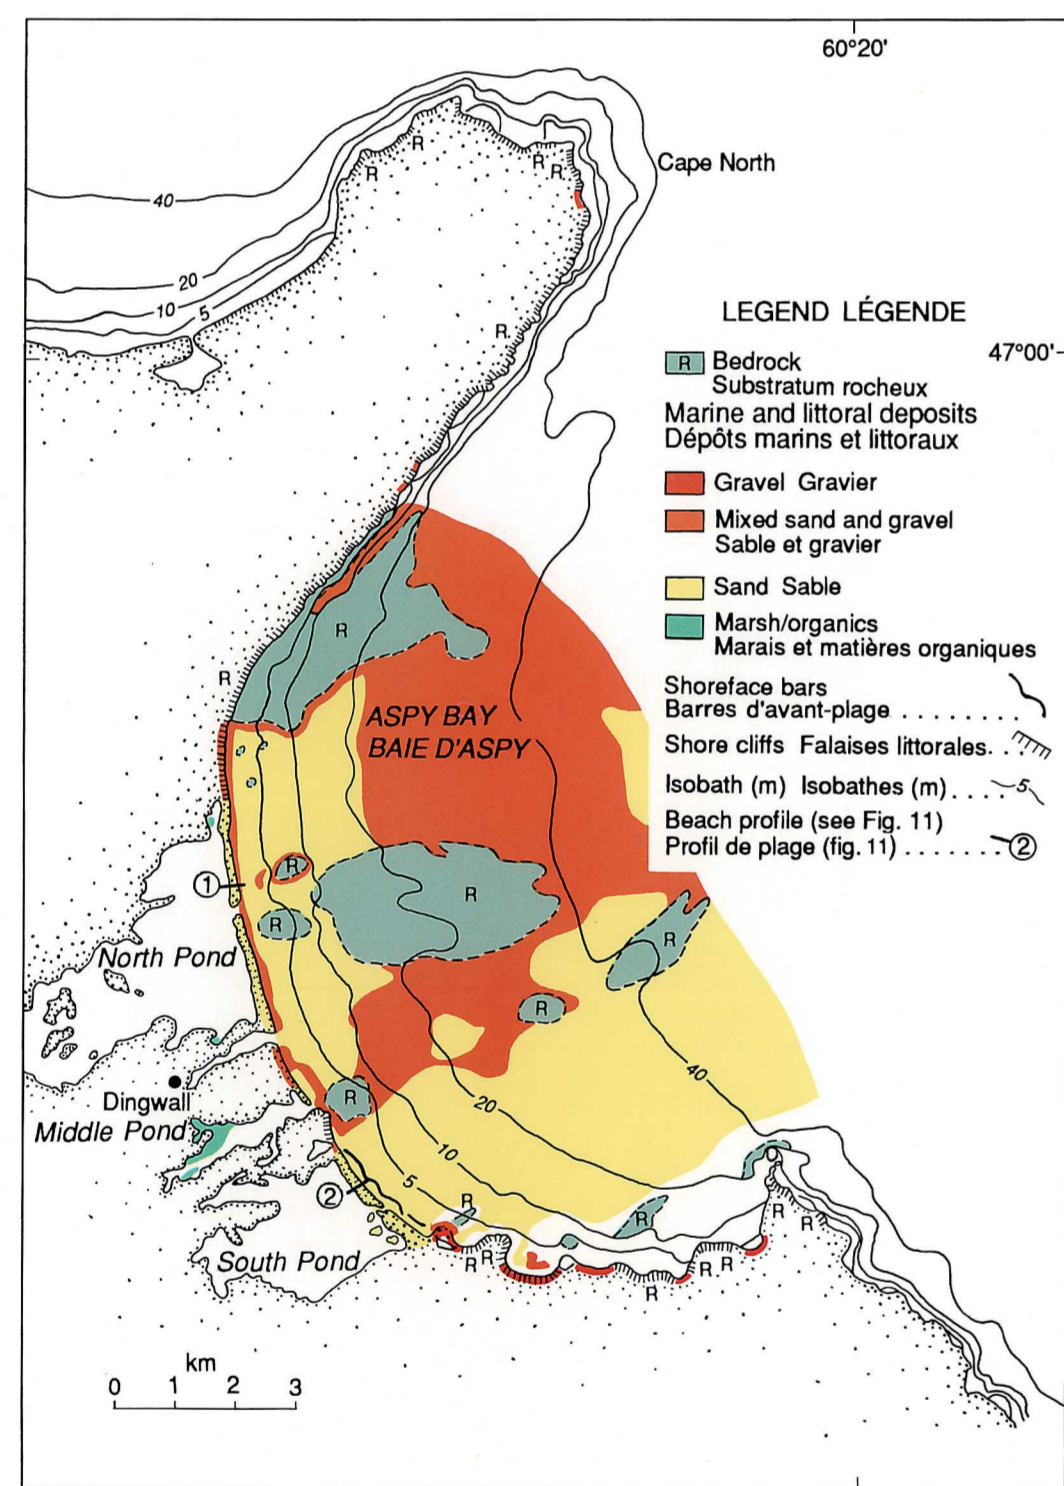 60°20'
Cape North
40
20
10
5
R
R
R
R
R
LEGEND LÉGENDE
47°00'
R Bedrock
Substratum rocheux
Marine and littoral deposits
Dépôts marins et littoraux
Gravel Gravier
Mixed sand and gravel
Sable et gravier
Sand Sable
Marsh/organics
Marais et matières organiques
Shoreface bars
Barres d'avant-plage . . . . . . . .
Shore cliffs Falaises littorales. . .
Isobath (m) Isobathes (m) . . . . 5
Beach profile (see Fig. 11)
Profil de plage (fig. 11) . . . . . . . 2
R
R
ASPY BAY
BAIE D'ASPY
R
1
R
R
R
North Pond
R
40
Dingwall
R
20
Middle Pond
10
5
2
R
R
R
R
South Pond
R
R
R
R
R
km
0 1 2 3